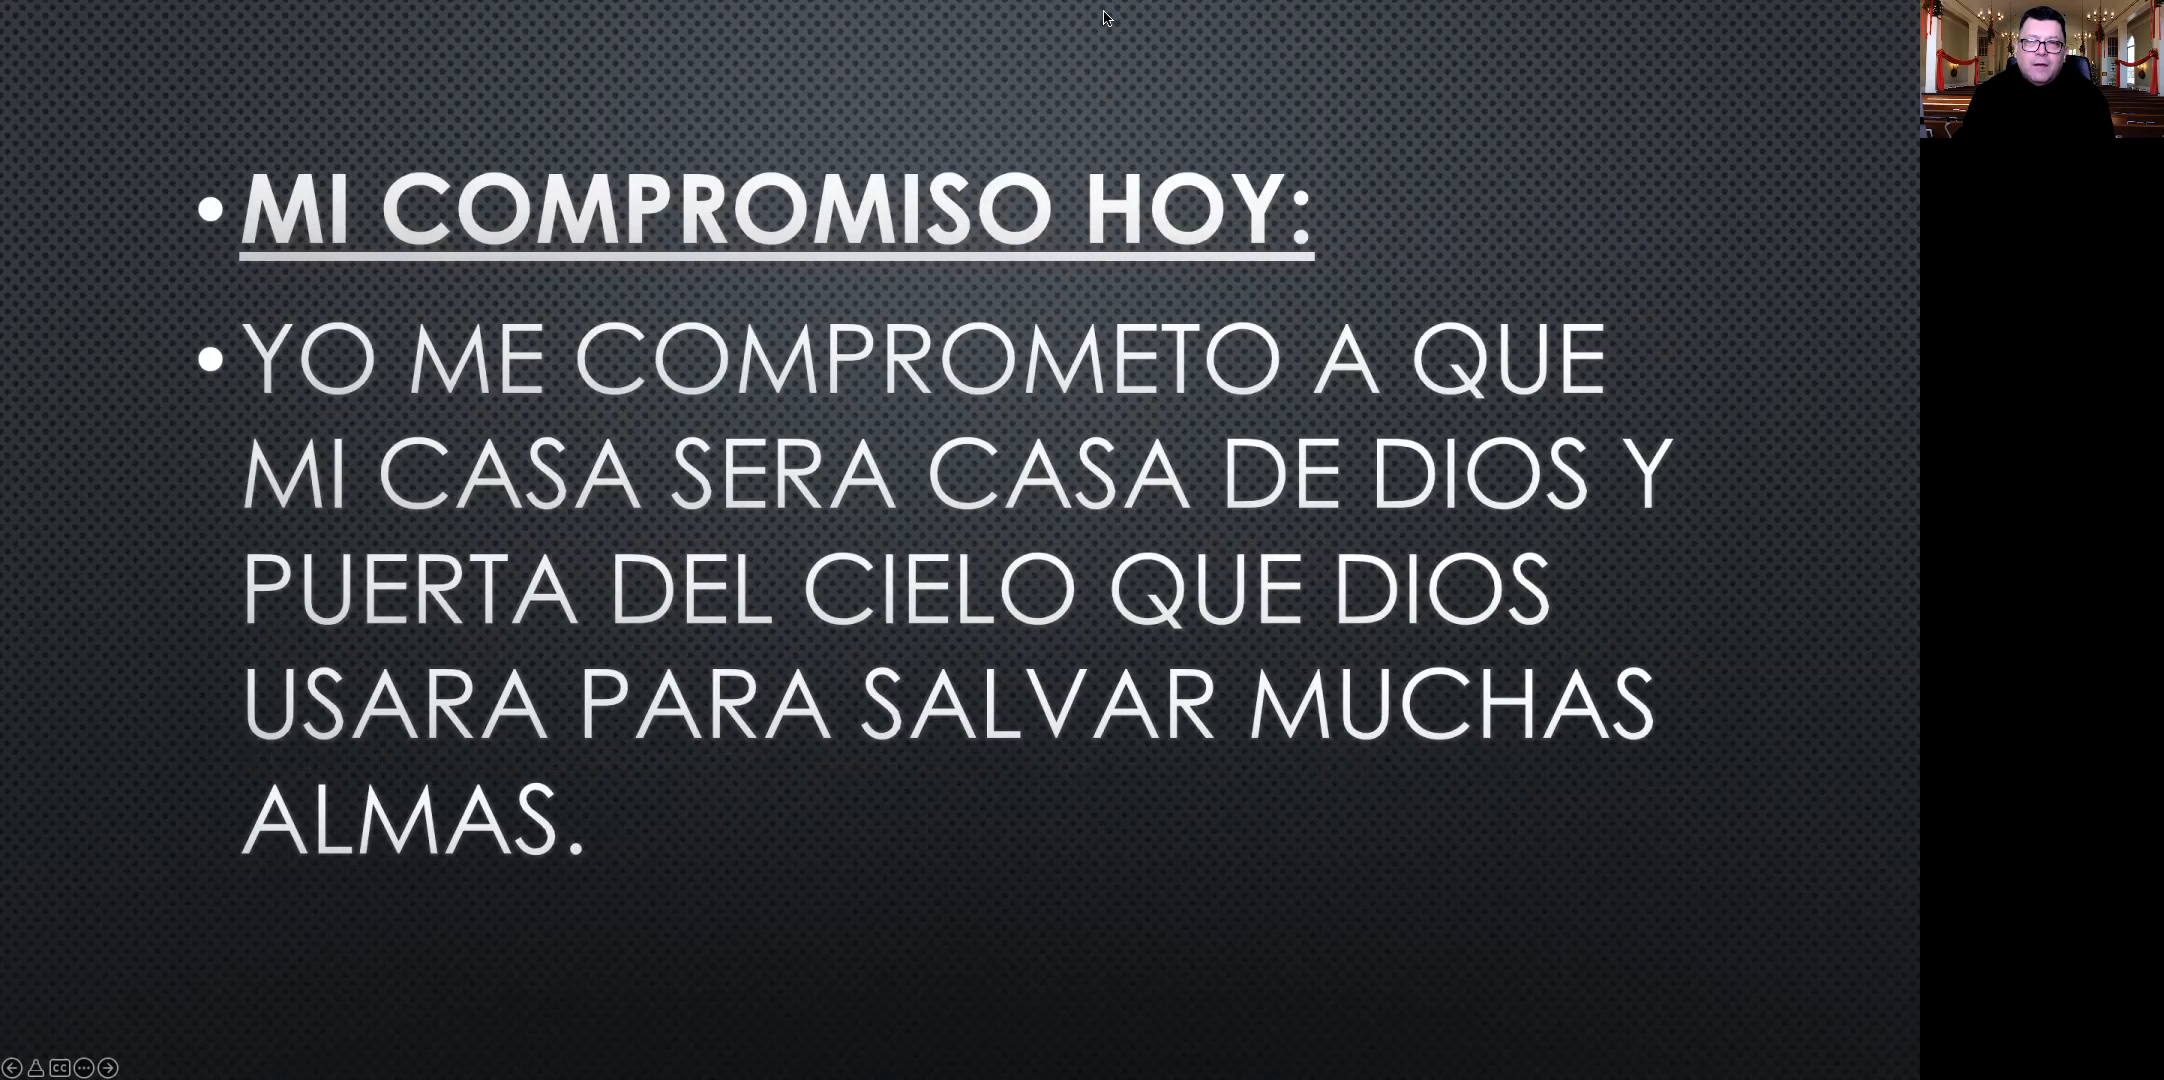 • MI COMPROMISO HOY:
• YO ME COMPROMETO A QUE
MI CASA SERA CASA DE DIOS Y
PUERTA DEL CIELO QUE DIOS
USARA PARA SALVAR MUCHAS
ALMAS.
CC